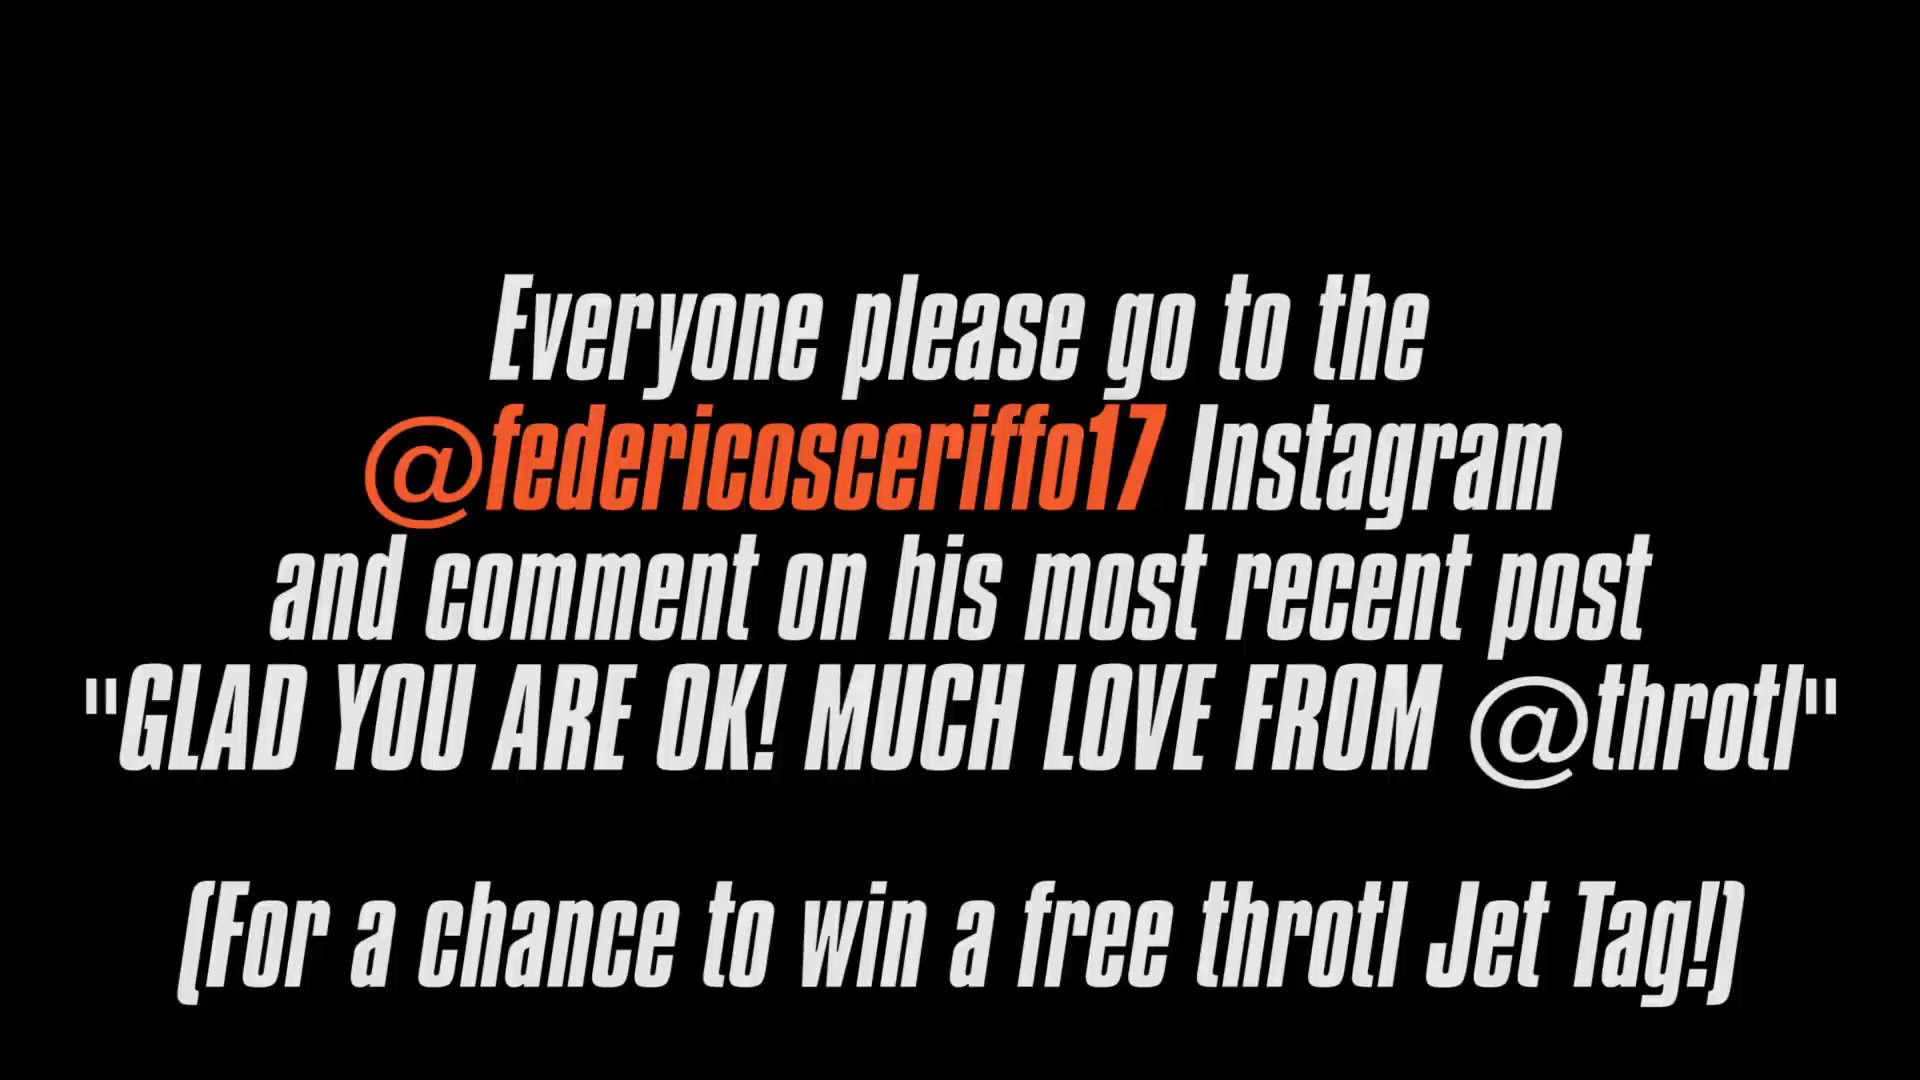 Everyone please go to the
@federicosceriffo17 Instagram
and comment on his most recent post
"GLAD YOU ARE OK! MUCH LOVE FROM @throtl"
(For a chance to win a free throtl Jet Tag!)